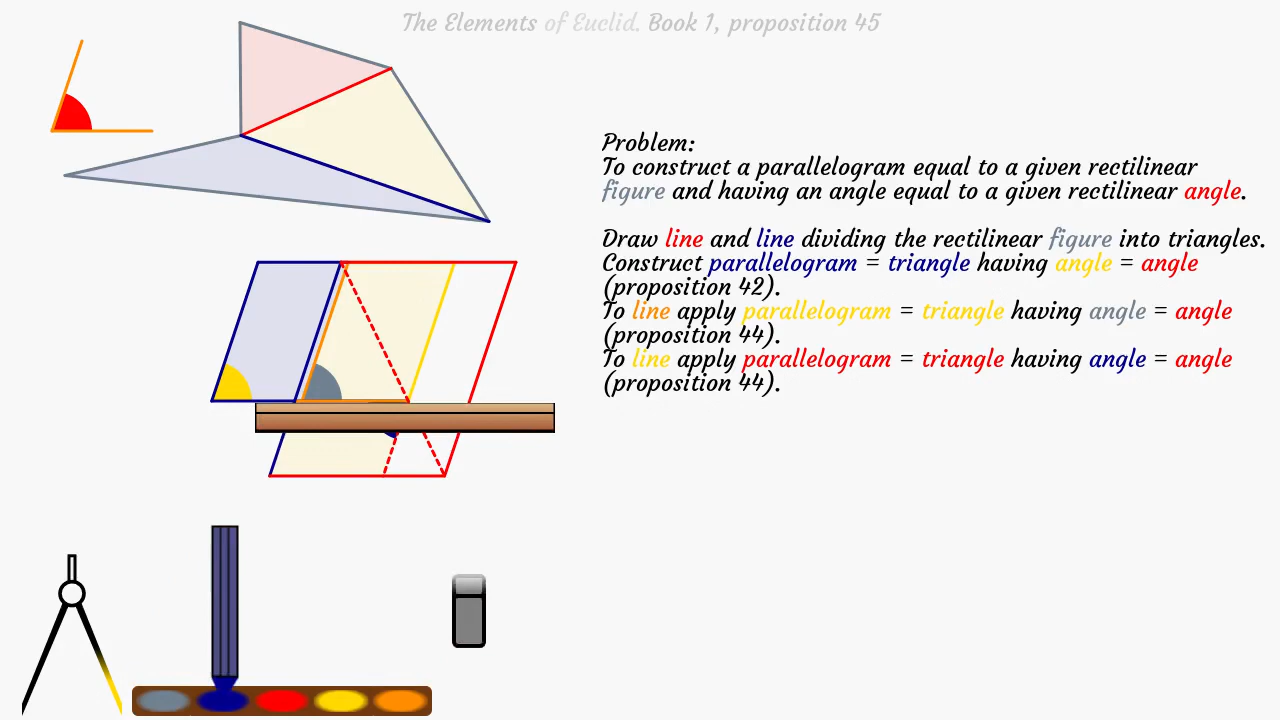 The Elements of Euclid. Book 1, proposition 45
Problem:
To construct a parallelogram equal to a given rectilinear
figure and having an angle equal to a given rectilinear angle.
Draw line and line dividing the rectilinear figure into triangles.
Construct parallelogram = triangle having angle = angle
(proposition 42).
To line apply parallelogram = triangle having angle = angle
(proposition 44).
To line apply parallelogram = triangle having angle = angle
(proposition 44).